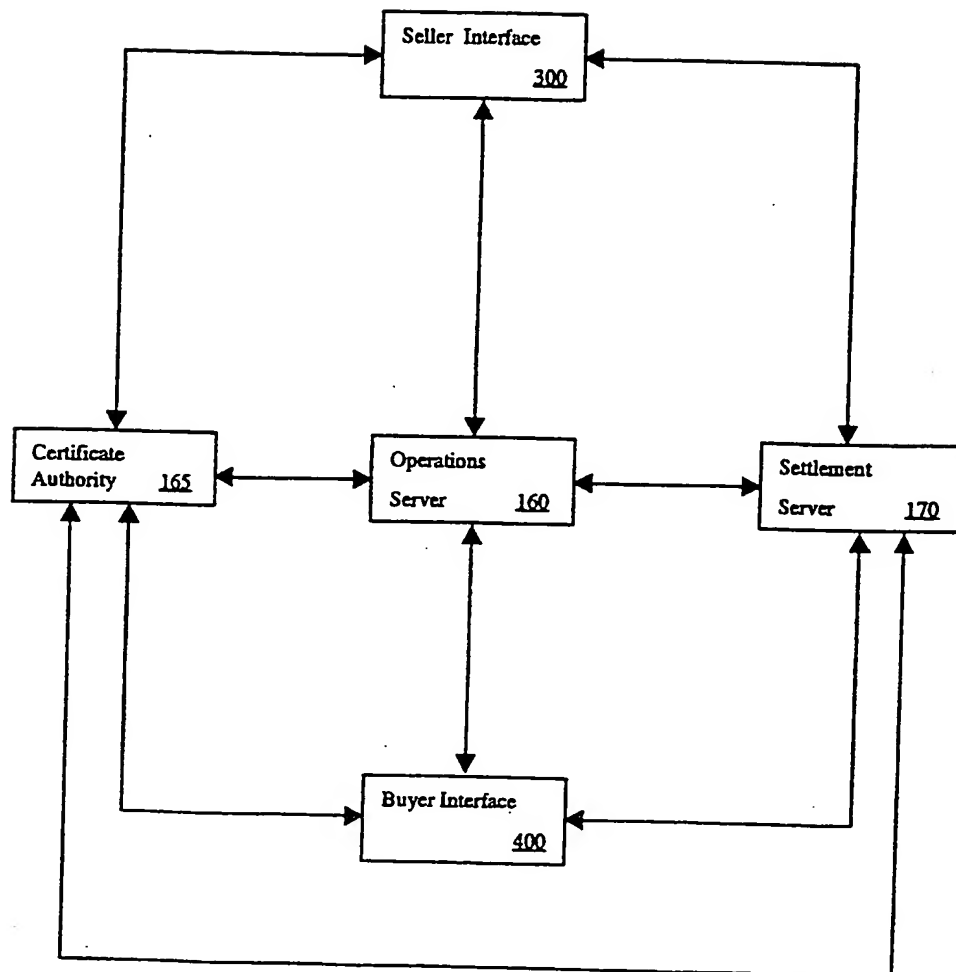 Seller Interface
300
Certificate
Authority 165
Operations
Server 160
Settlement
Server 170
Buyer Interface
400